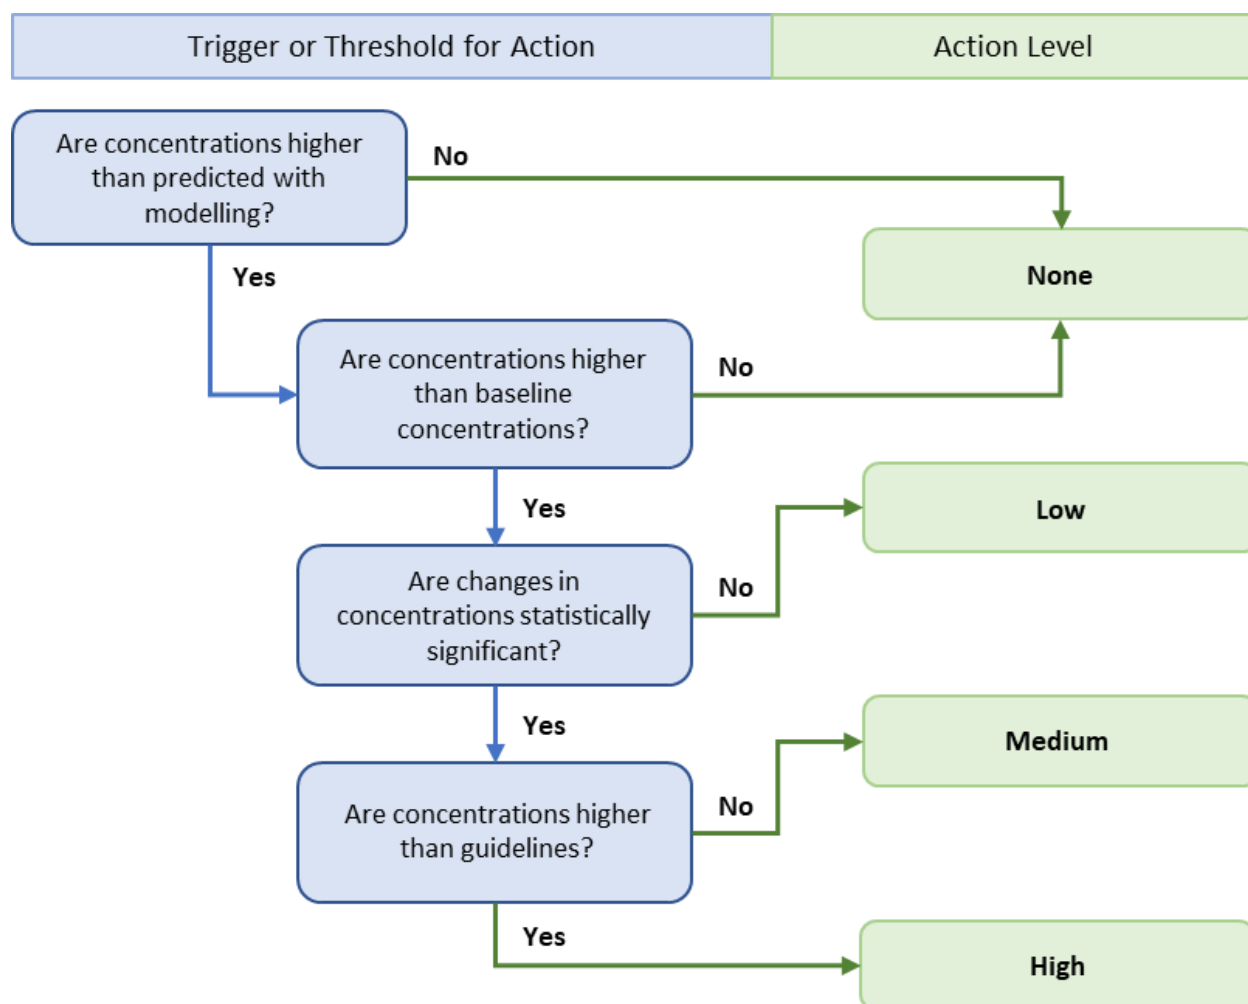 Trigger or Threshold for Action
Action Level
Are concentrations higher
than predicted with
modelling?
No
None
Yes
Are concentrations higher
than baseline
concentrations?
No
Yes
Low
Are changes in
concentrations statistically
significant?
No
Yes
Medium
Are concentrations higher
than guidelines?
No
Yes
High